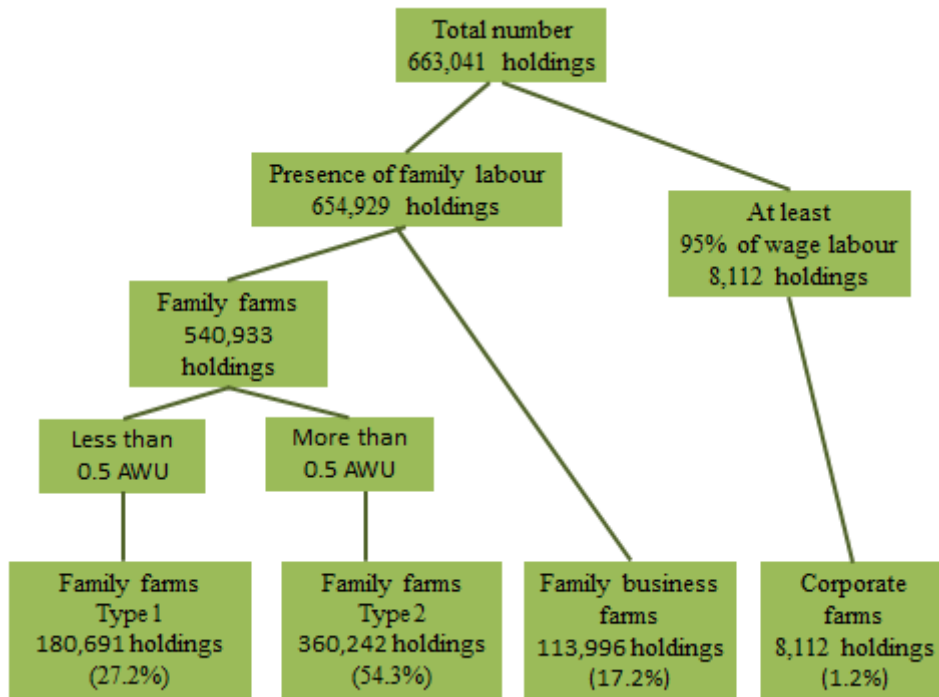 Total number
663,041 holdings
Presence of family labour
654,929 holdings
At least
95% of wage labour
8,112 holdings
Family farms
540,933
holdings
Less than
0.5 AWU
More than
0.5 AWU
Family farms
Type 1
180,691 holdings
(27.2%)
Family farms
Type 2
360,242 holdings
(54.3%)
Family business
farms
113,996 holdings
(17.2%)
Corporate
farms
8,112 holdings
(1.2%)